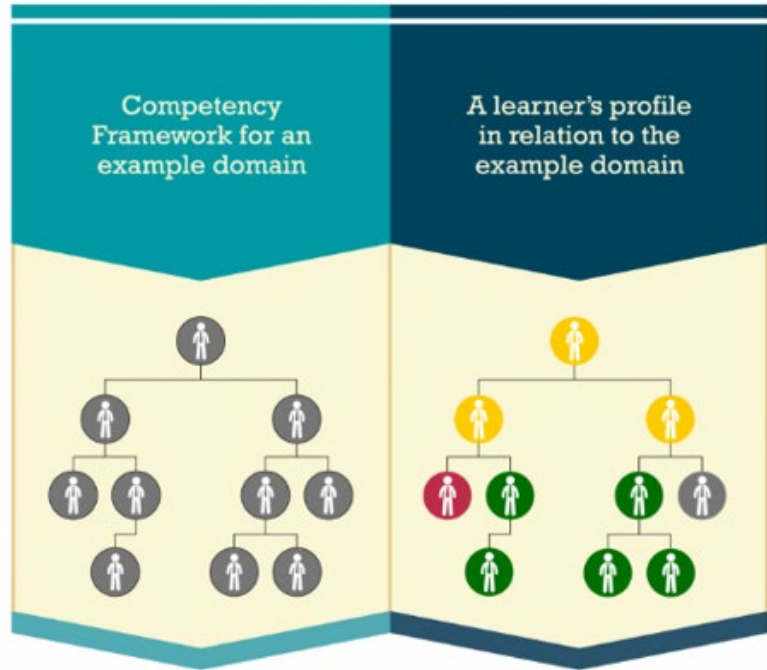 Competency
Framework for an
example domain
A learner's profile
in relation to the
example domain